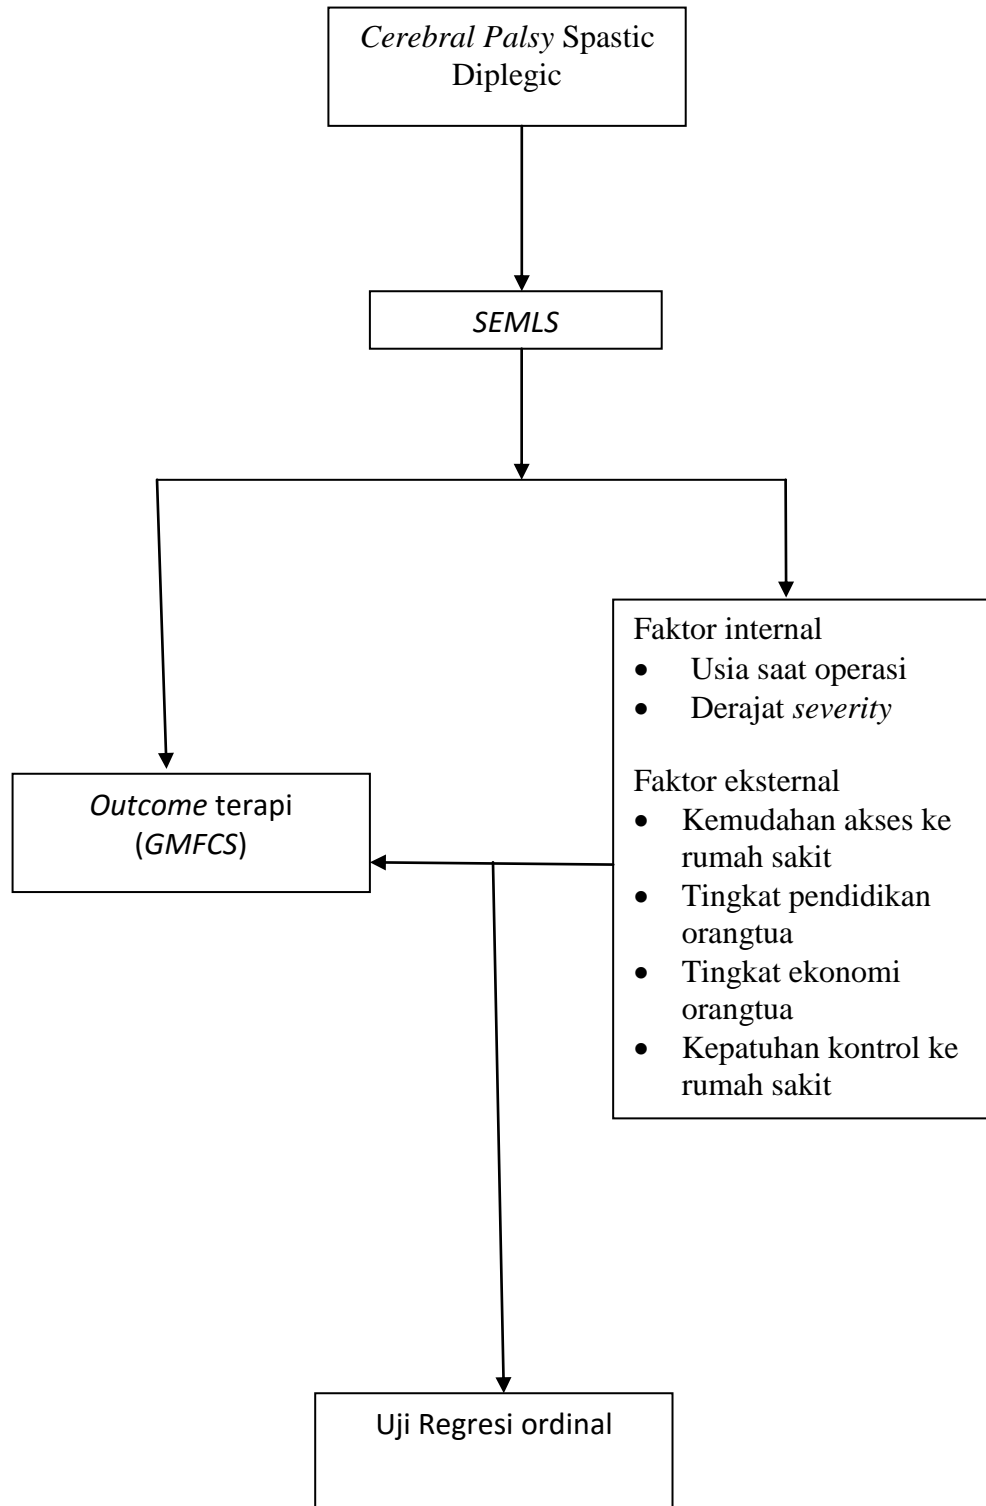 Cerebral Palsy Spastic
Diplegic
SEMLS
Outcome terapi
(GMFCS)
Faktor internal
• Usia saat operasi
• Derajat severity
Faktor eksternal
• Kemudahan akses ke
rumah sakit
• Tingkat pendidikan
orangtua
• Tingkat ekonomi
orangtua
• Kepatuhan kontrol ke
rumah sakit
Uji Regresi ordinal